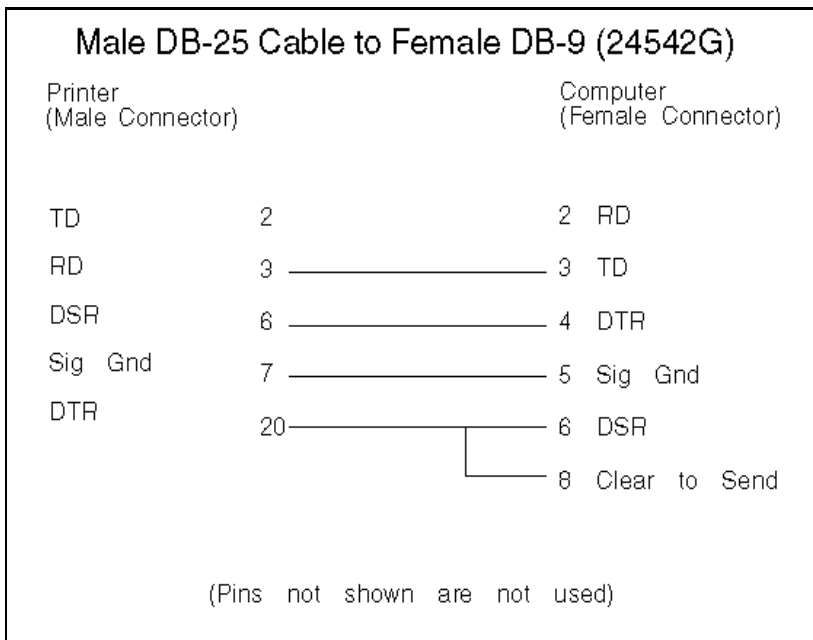 Male DB-25 Cable to Female DB-9 (24542G)
Printer Computer
(Male Connector) (Female Connector)
TD 2 2 RD
RD 3 3 TD
DSR 6 4 DTR
Sig Gnd 7 5 Sig Gnd
DTR 20 6 DSR
8 Clear to Send
(Pins not shown are not used)